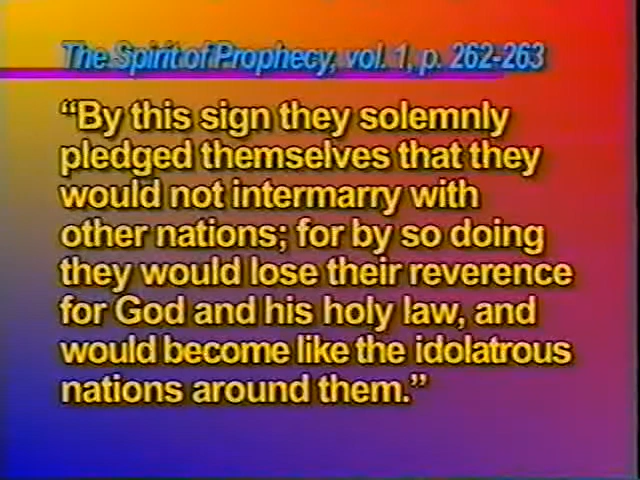 The Spirit of Prophecy, vol. 1, p. 262-263
“By this sign they solemnly
pledged themselves that they
would not intermarry with
other nations; for by so doing
they would lose their reverence
for God and his holy law, and
would become like the idolatrous
nations around them.”